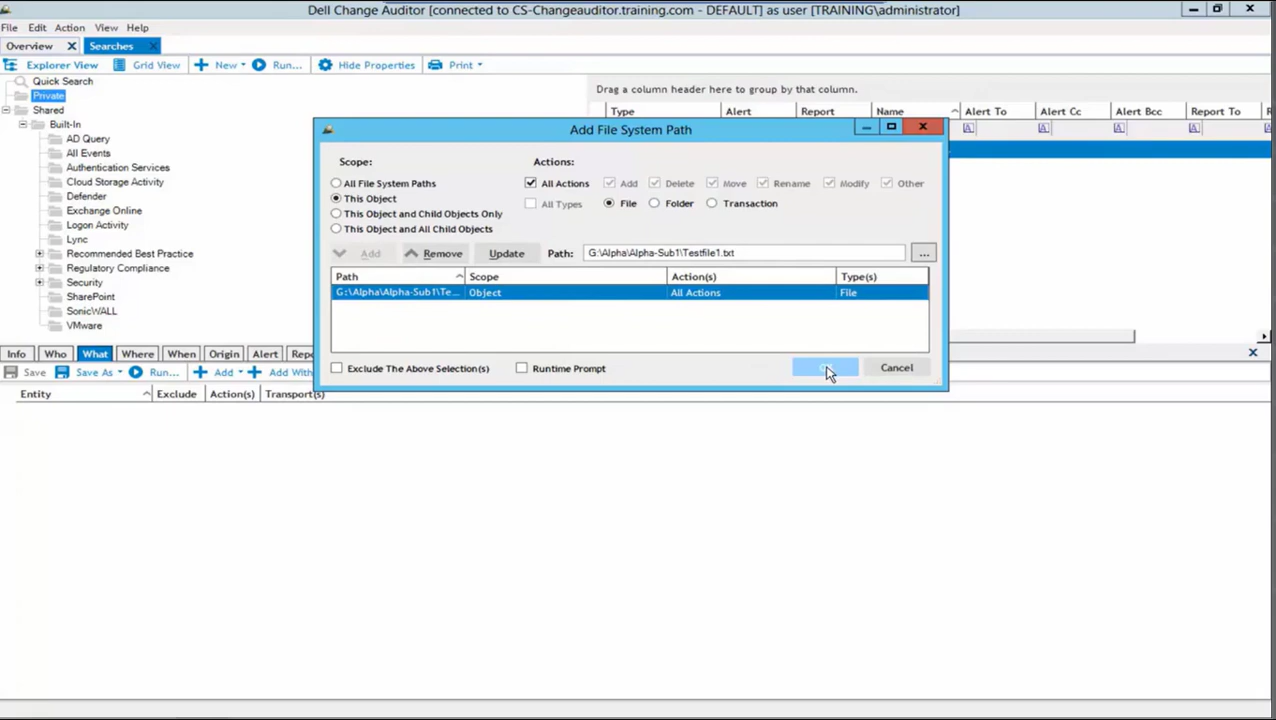 Dell Change Auditor [connected to CS-Changeauditor.training.com - DEFAULT] as user [TRAINING\administrator]
File Edit Action View Help
Overview Searches
Explorer View Grid View New Run... Hide Properties Print
Quick Search
Private
Shared
Built-In
AD Query
All Events
Authentication Services
Cloud Storage Activity
Defender
Exchange Online
Logon Activity
Lync
Recommended Best Practice
Regulatory Compliance
Security
SharePoint
SonicWALL
VMware
Drag a column header here to group by that column.
Type Alert Report Name Alert To Alert Cc Alert Bcc Report To
Add File System Path
Scope: Actions:
All File System Paths
This Object
This Object and Child Objects Only
This Object and All Child Objects
All Actions Add Delete Move Rename Modify Other
All Types File Folder Transaction
Add Remove Update Path: G:\Alpha\Alpha-Sub1\Testfile1.txt ...
Path Scope Action(s) Type(s)
G:\Alpha\Alpha-Sub1\Te... Object All Actions File
Exclude The Above Selection(s) Runtime Prompt Cancel
Info Who What Where When Origin Alert
Save Save As Run... Add Add With
Entity Exclude Action(s) Transport(s)